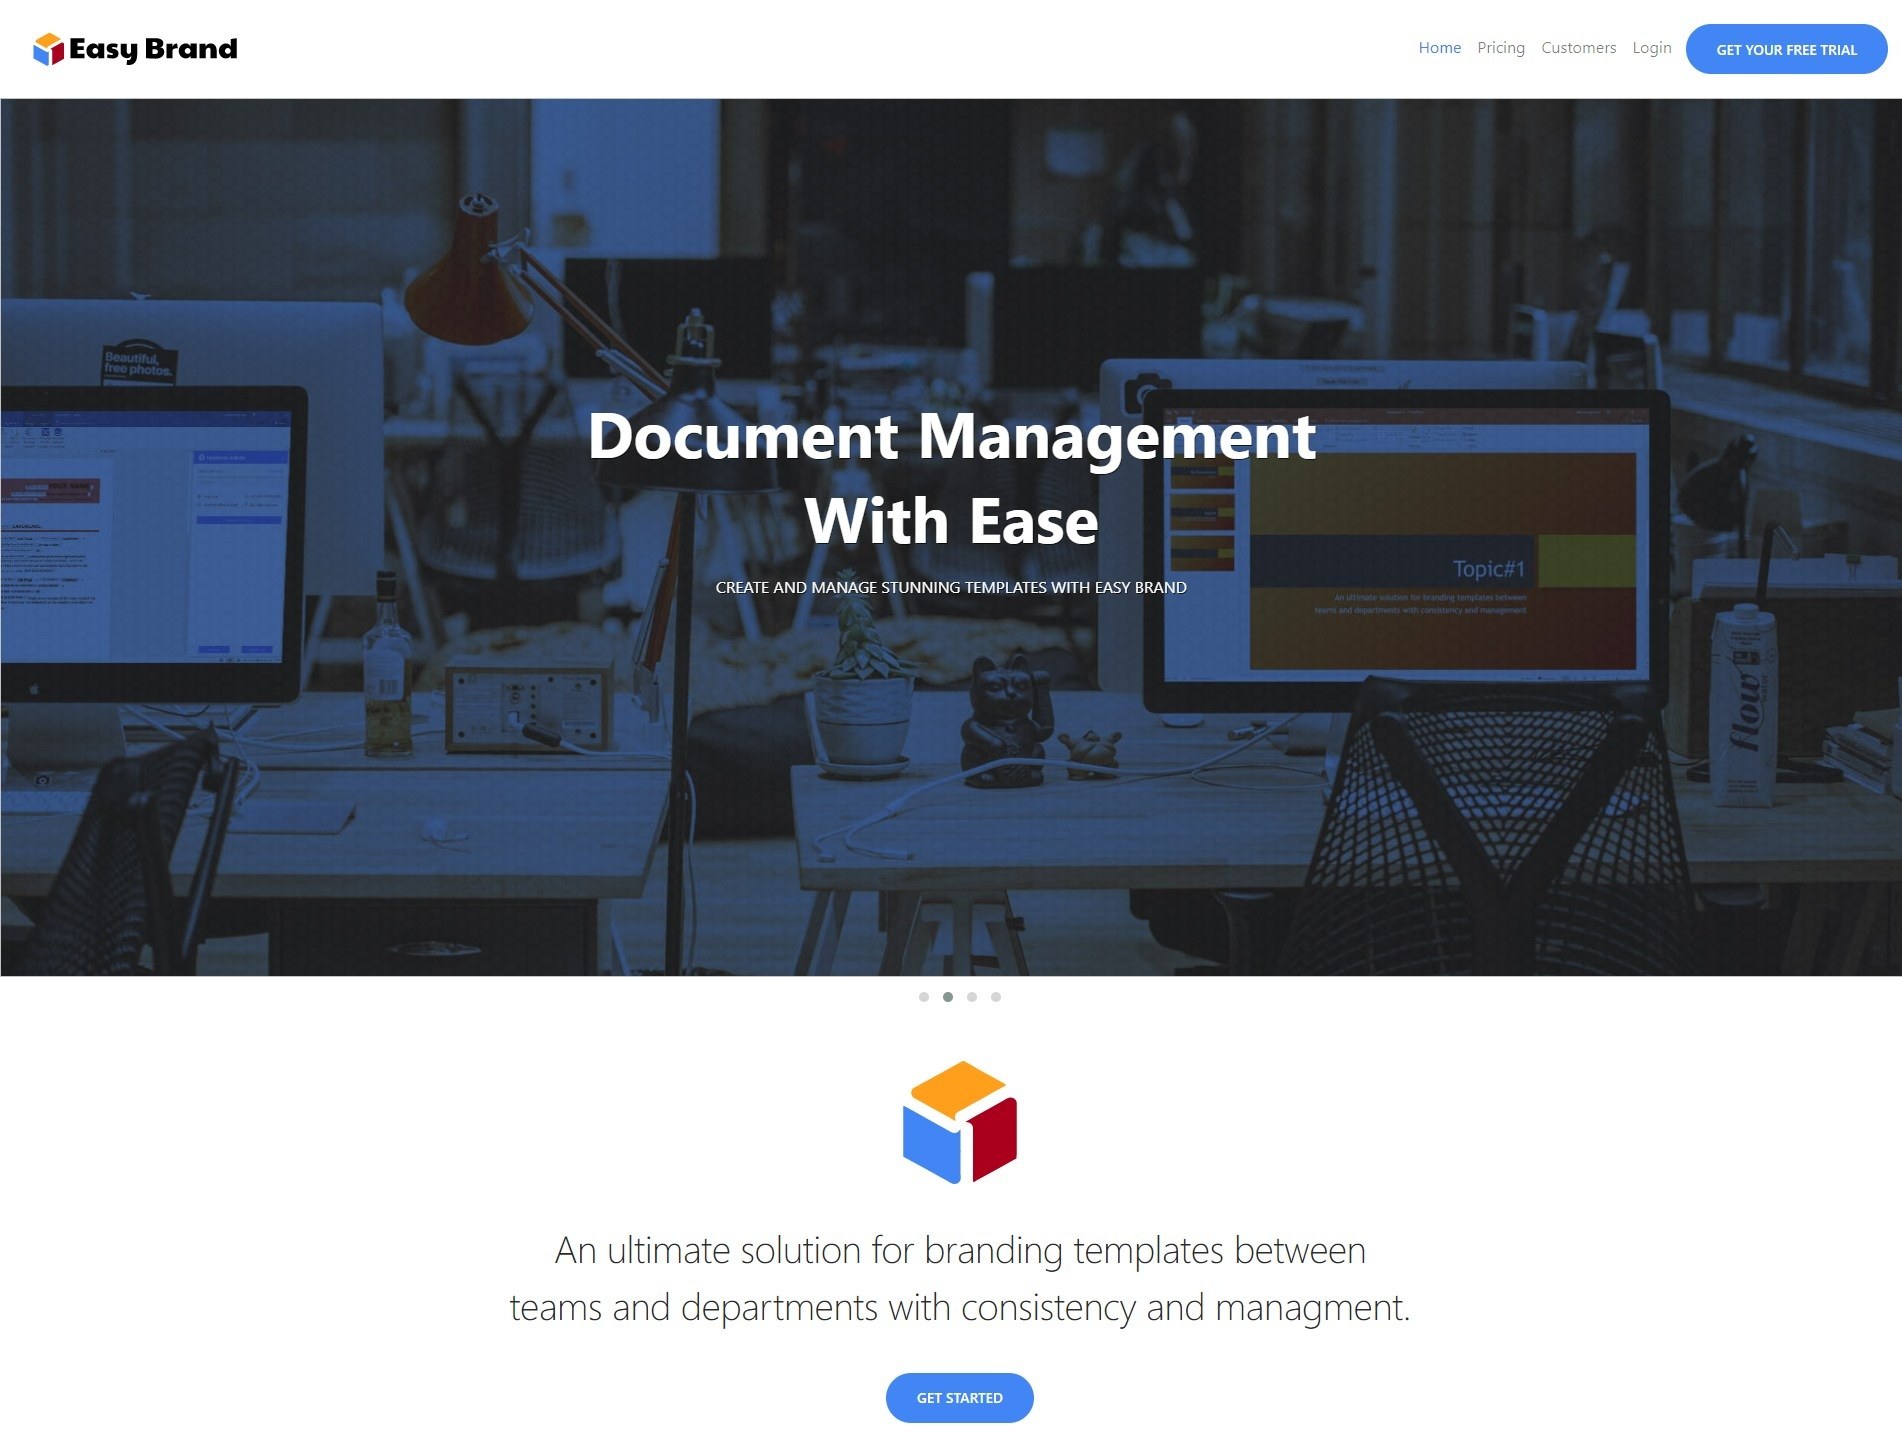 Easy Brand
Home Pricing Customers Login GET YOUR FREE TRIAL
Beautiful,
free photos.
Document Management
With Ease
CREATE AND MANAGE STUNNING TEMPLATES WITH EASY BRAND
YOUR NAME
Topic#1
An ultimate solution for branding templates between
teams and departments with consistency and management
flow
An ultimate solution for branding templates between
teams and departments with consistency and managment.
GET STARTED